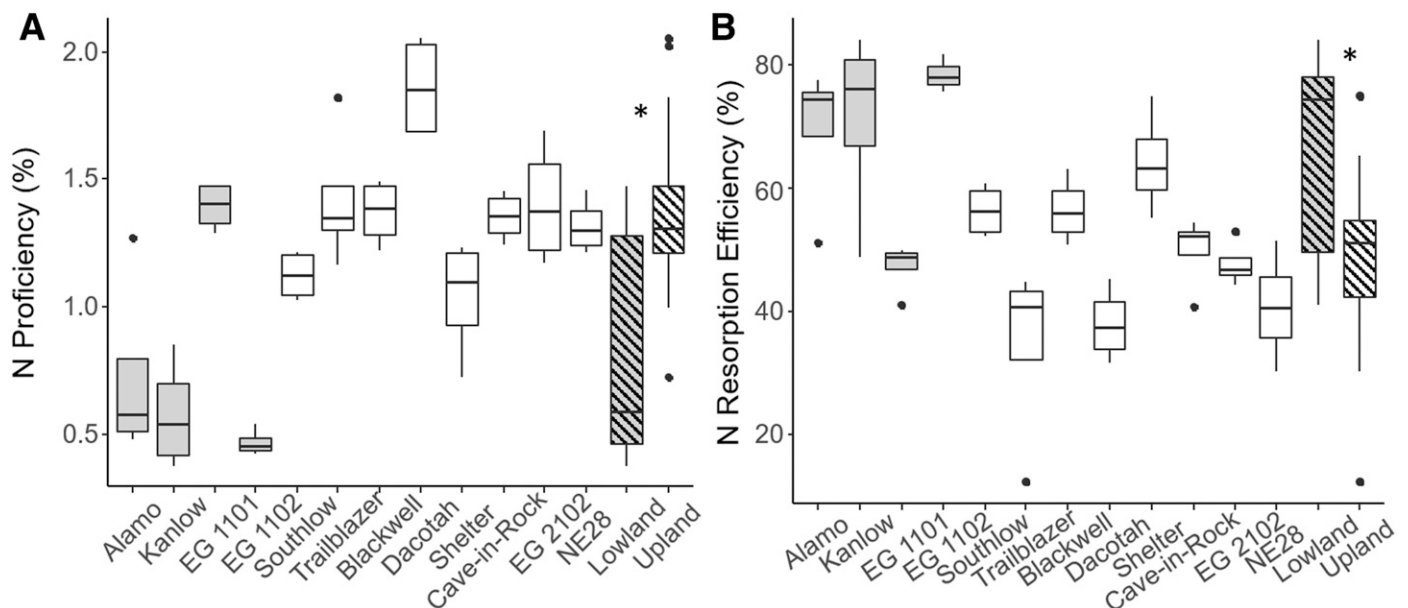 A
N Proficiency (%)
2.0
1.5
1.0
0.5
*
Alamo
Kanlow
EG 1101
EG 1102
Southlow
Trailblazer
Blackwell
Dacotah
Shelter
Cave-in-Rock
EG 2102
NE28
Lowland
Upland
B
N Resorption Efficiency (%)
80
60
40
20
*
Alamo
Kanlow
EG 1101
EG 1102
Southlow
Trailblazer
Blackwell
Dacotah
Shelter
Cave-in-Rock
EG 2102
NE28
Lowland
Upland